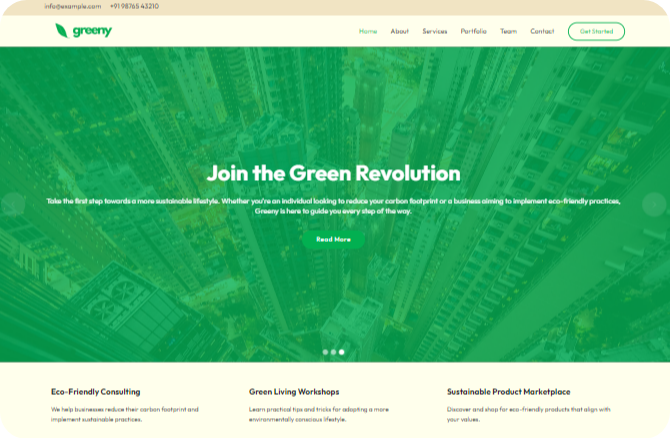 info@example.com +91 98765 43210
greeny
Home About Services Portfolio Team Contact Get Started
Join the Green Revolution
Take the first step towards a more sustainable lifestyle. Whether you're an individual looking to reduce your carbon footprint or a business aiming to implement eco-friendly practices,
Greeny is here to guide you every step of the way.
Read More
Eco-Friendly Consulting Green Living Workshops Sustainable Product Marketplace
We help businesses reduce their carbon footprint and Learn practical tips and tricks for adopting a more Discover and shop for eco-friendly products that align with
implement sustainable practices. environmentally conscious lifestyle. your values.